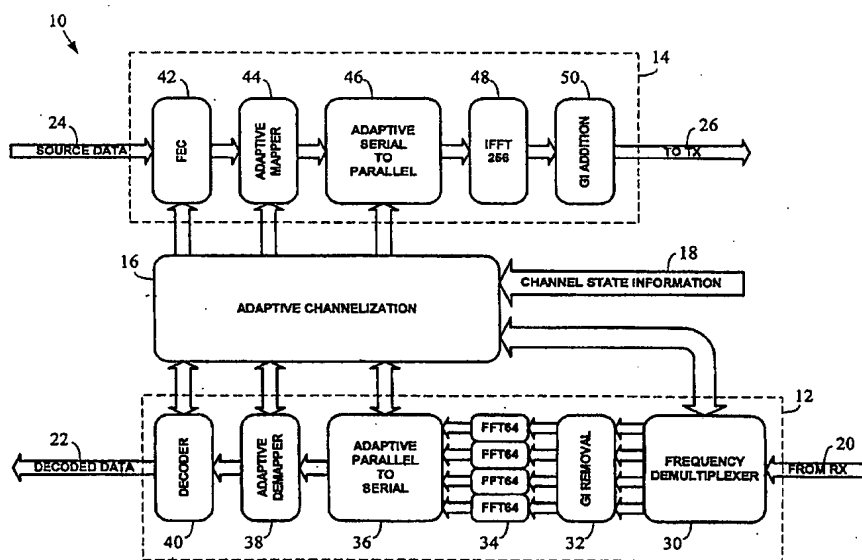 10
42
44
46
48
50
14
24
SOURCE DATA
FEC
ADAPTIVE
MAPPER
ADAPTIVE
SERIAL
TO
PARALLEL
IFFT
256
GI ADDITION
26
TO TX
16
ADAPTIVE CHANNELIZATION
18
CHANNEL STATE INFORMATION
12
22
DECODED DATA
DECODER
ADAPTIVE
DEMAPPER
ADAPTIVE
PARALLEL
TO
SERIAL
FFT64
FFT64
FFT64
FFT64
GI REMOVAL
FREQUENCY
DEMULTIPLEXER
20
FROM RX
40
38
36
34
32
30